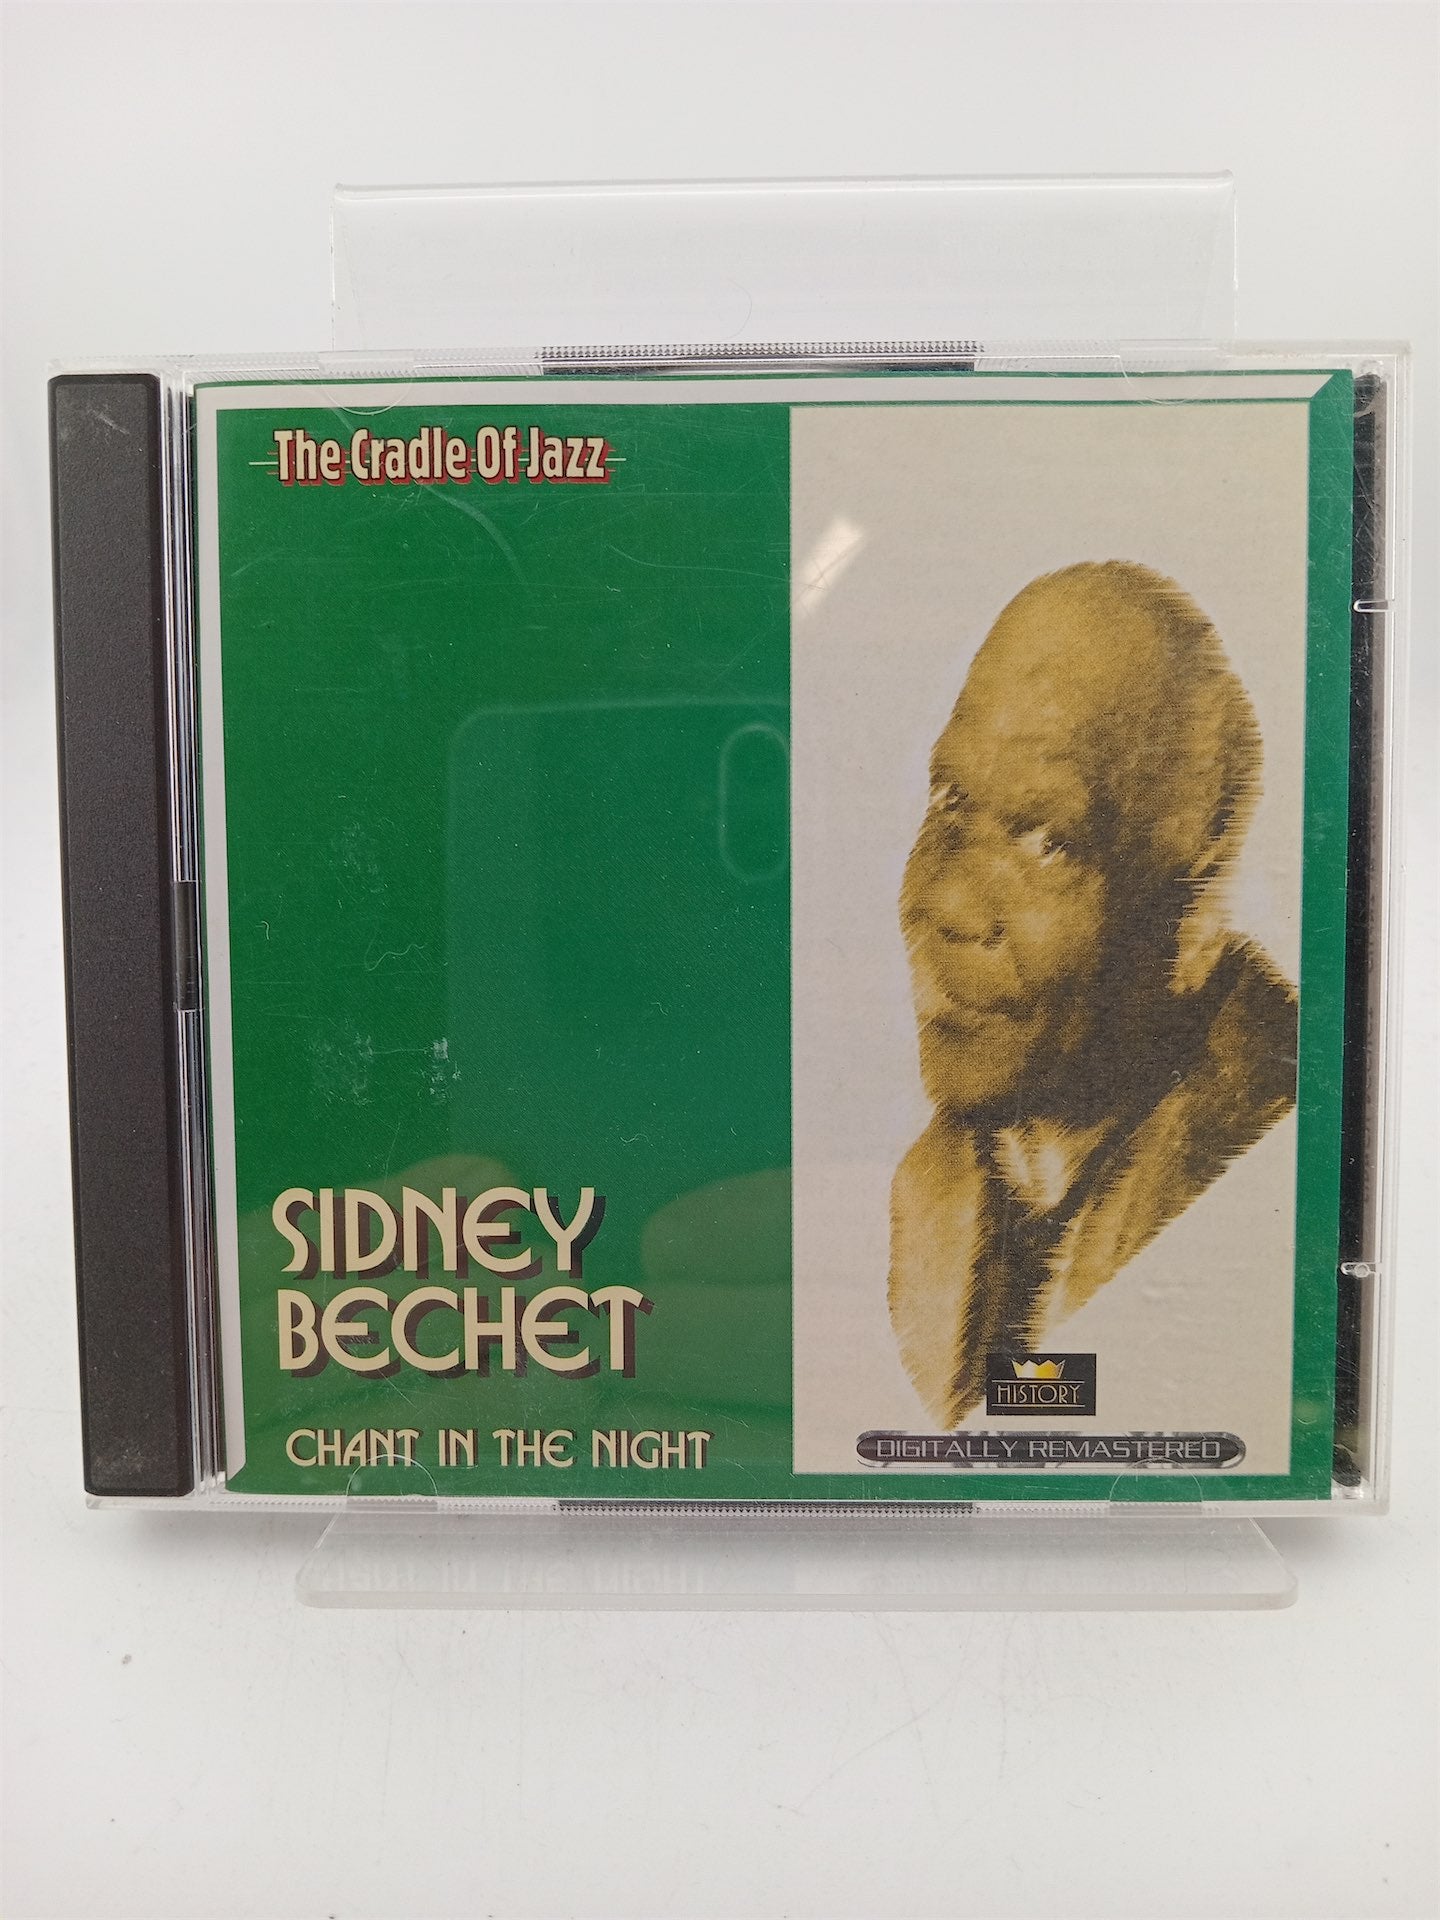 The Cradle Of Jazz
SIDNEY
BECHET
CHANT IN THE NIGHT
HISTORY
DIGITALLY REMASTERED